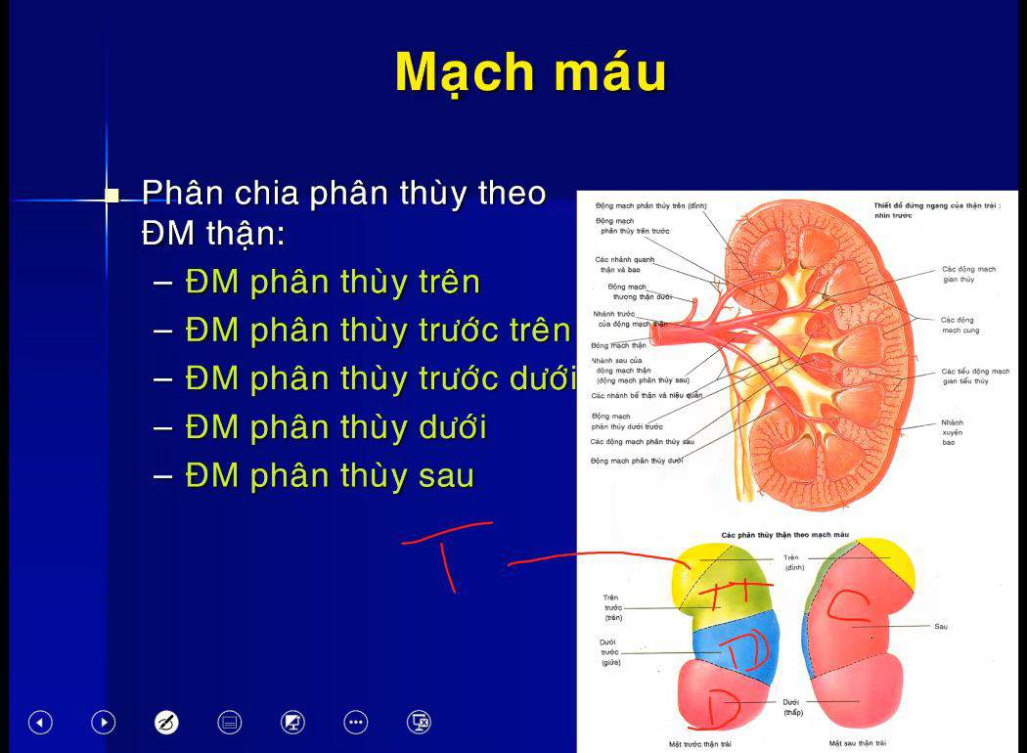 Mạch máu
Phân chia phân thùy theo
ĐM thận:
– ĐM phân thùy trên
– ĐM phân thùy trước trên
– ĐM phân thùy trước dưới
– ĐM phân thùy dưới
– ĐM phân thùy sau
Động mạch phân thùy trên (đỉnh)
Động mạch
phân thùy trên trước
Các nhánh quanh
thận và bao
Động mạch
thượng thận dưới
Nhánh trước
của động mạch thận
Động mạch thận
Nhánh sau của
động mạch thận
(động mạch phân thùy sau)
Các nhánh bể thận và niệu quản
Động mạch
phân thùy dưới trước
Các động mạch phân thùy sau
Động mạch phân thùy dưới
Thiết đồ đứng ngang của thận trái :
nhìn trước
Các động mạch
gian thùy
Các động
mạch cung
Các tiểu động mạch
gian tiểu thùy
Nhánh
xuyên
bao
Các phân thùy thận theo mạch máu
Trên
(đỉnh)
Trên
trước
(trên)
Dưới
trước
(giữa)
Sau
Dưới
(thấp)
Mặt trước thận trái
Mặt sau thận trái
T
TT
D
D